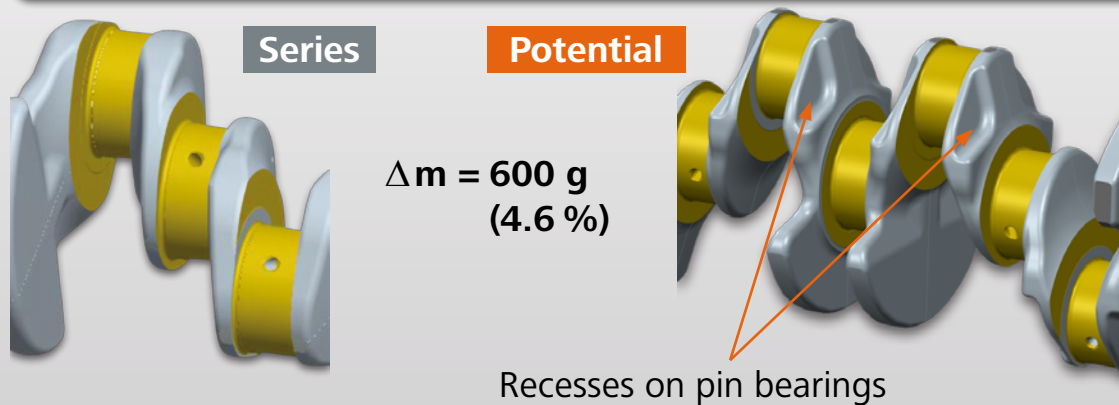 Series
Potential
Δm = 600 g
(4.6 %)
Recesses on pin bearings